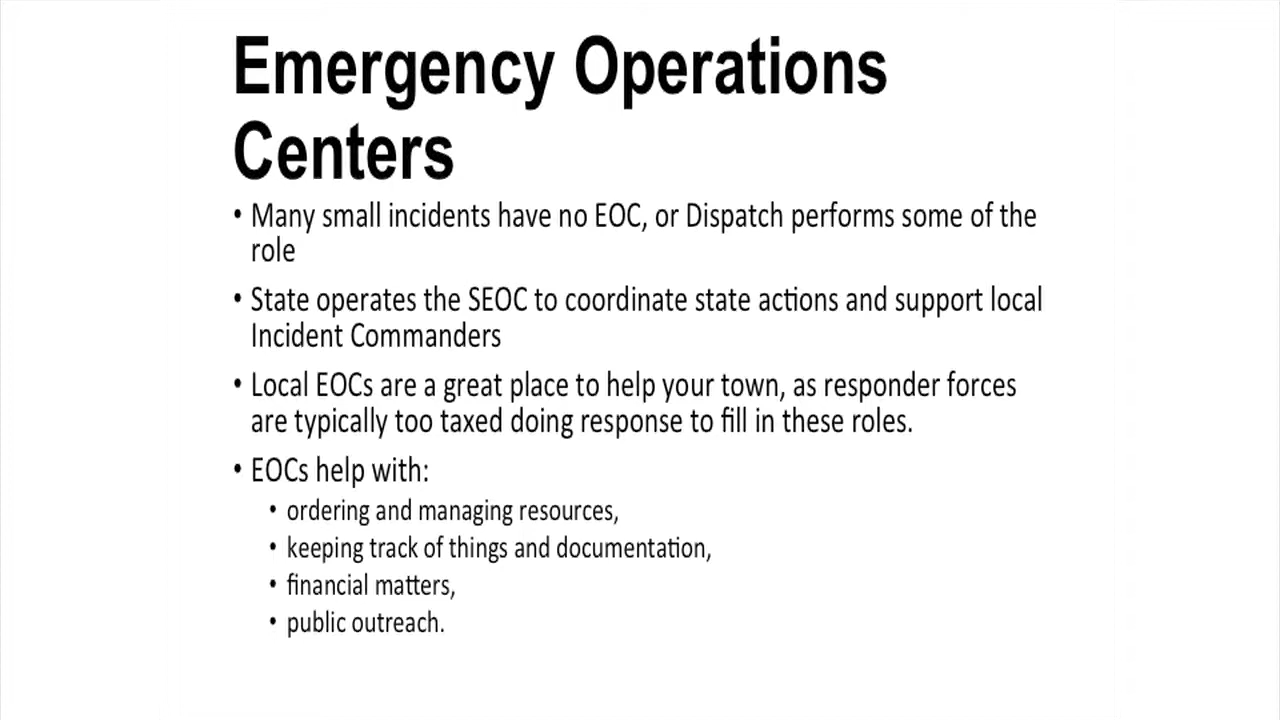 Emergency Operations
Centers
• Many small incidents have no EOC, or Dispatch performs some of the
role
• State operates the SEOC to coordinate state actions and support local
Incident Commanders
• Local EOCs are a great place to help your town, as responder forces
are typically too taxed doing response to fill in these roles.
• EOCs help with:
• ordering and managing resources,
• keeping track of things and documentation,
• financial matters,
• public outreach.